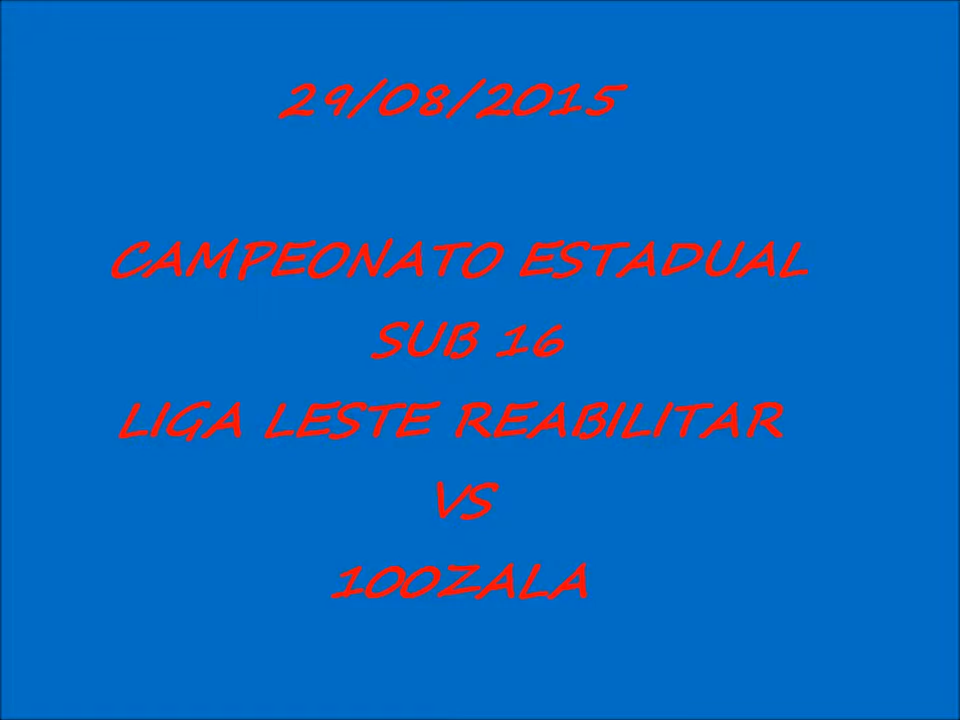 29/08/2015
CAMPEONATO ESTADUAL
SUB 16
LIGA LESTE REABILITAR
VS
100ZALA